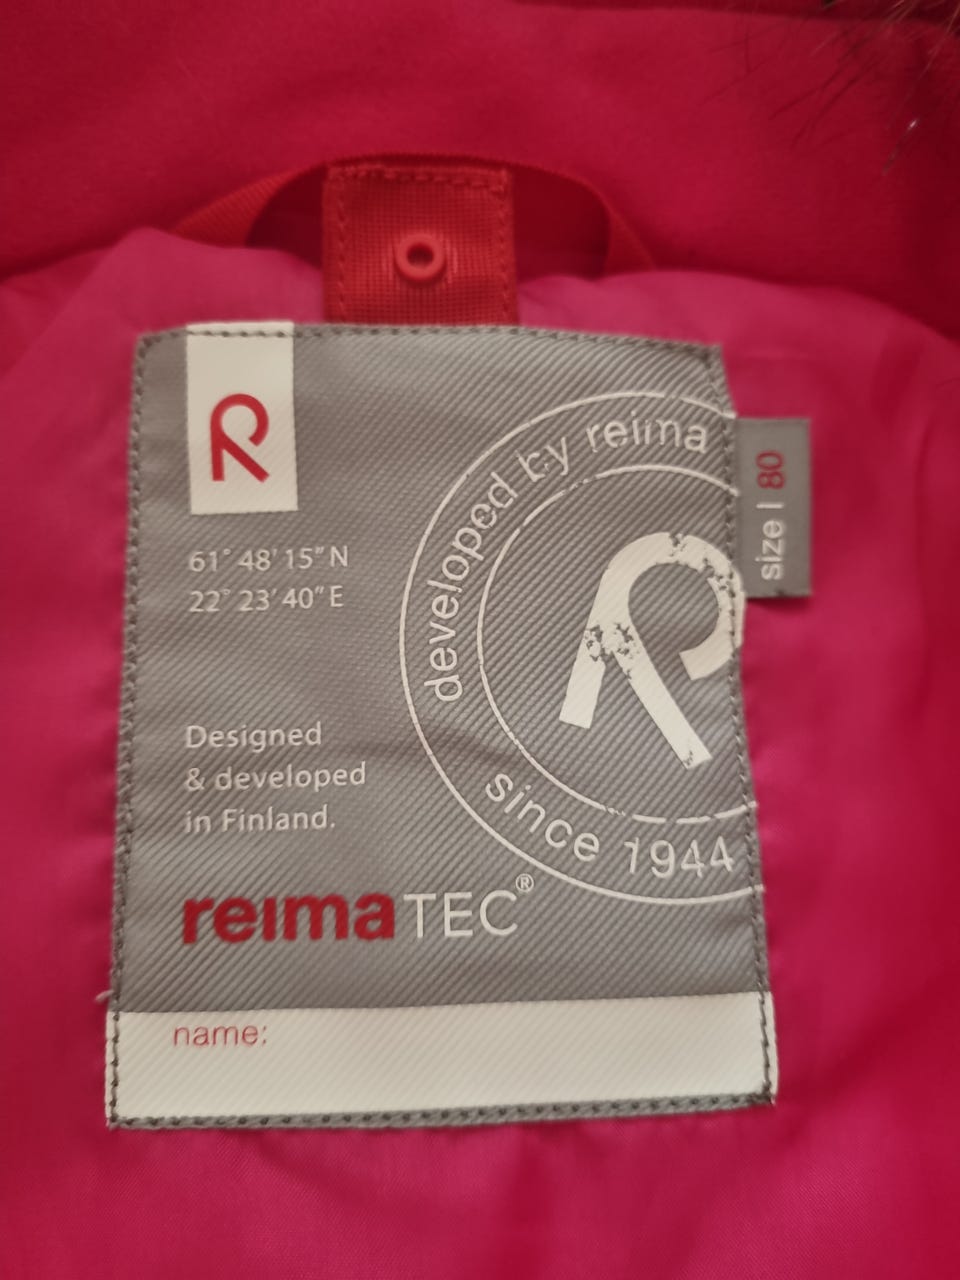 61° 48' 15" N
22° 23' 40" E
developed by reima
since 1944
size | 80
Designed
& developed
in Finland.
reimaTEC®
name: